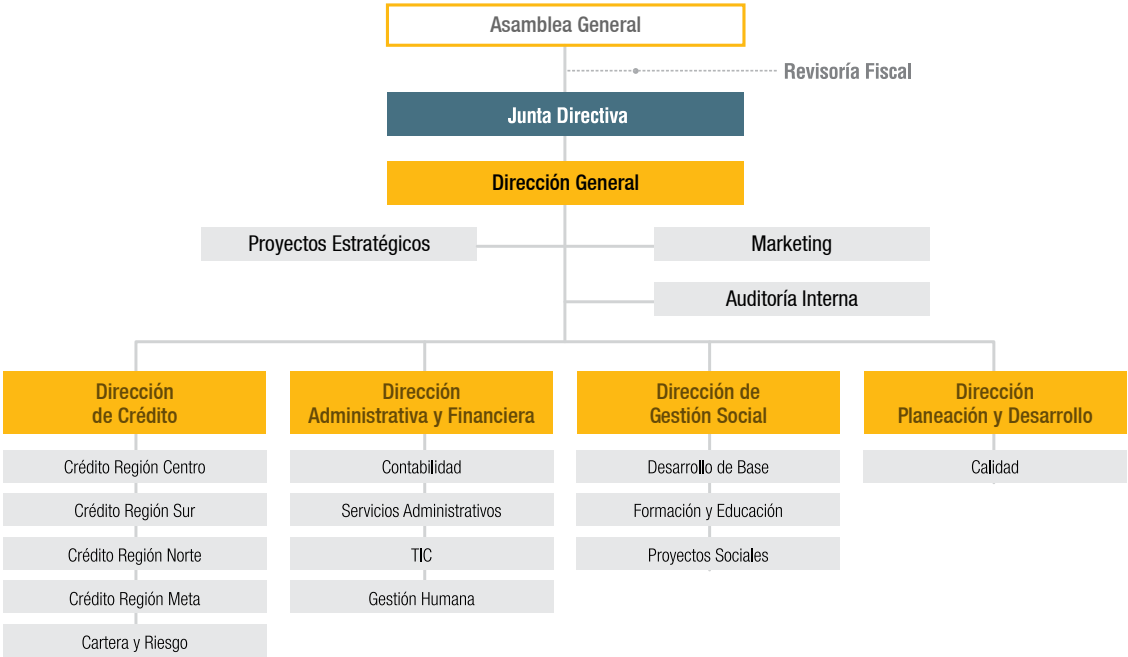 Asamblea General
Revisoría Fiscal
Junta Directiva
Dirección General
Proyectos Estratégicos
Marketing
Auditoría Interna
Dirección
de Crédito
Crédito Región Centro
Crédito Región Sur
Crédito Región Norte
Crédito Región Meta
Cartera y Riesgo
Dirección
Administrativa y Financiera
Contabilidad
Servicios Administrativos
TIC
Gestión Humana
Dirección de
Gestión Social
Desarrollo de Base
Formación y Educación
Proyectos Sociales
Dirección
Planeación y Desarrollo
Calidad